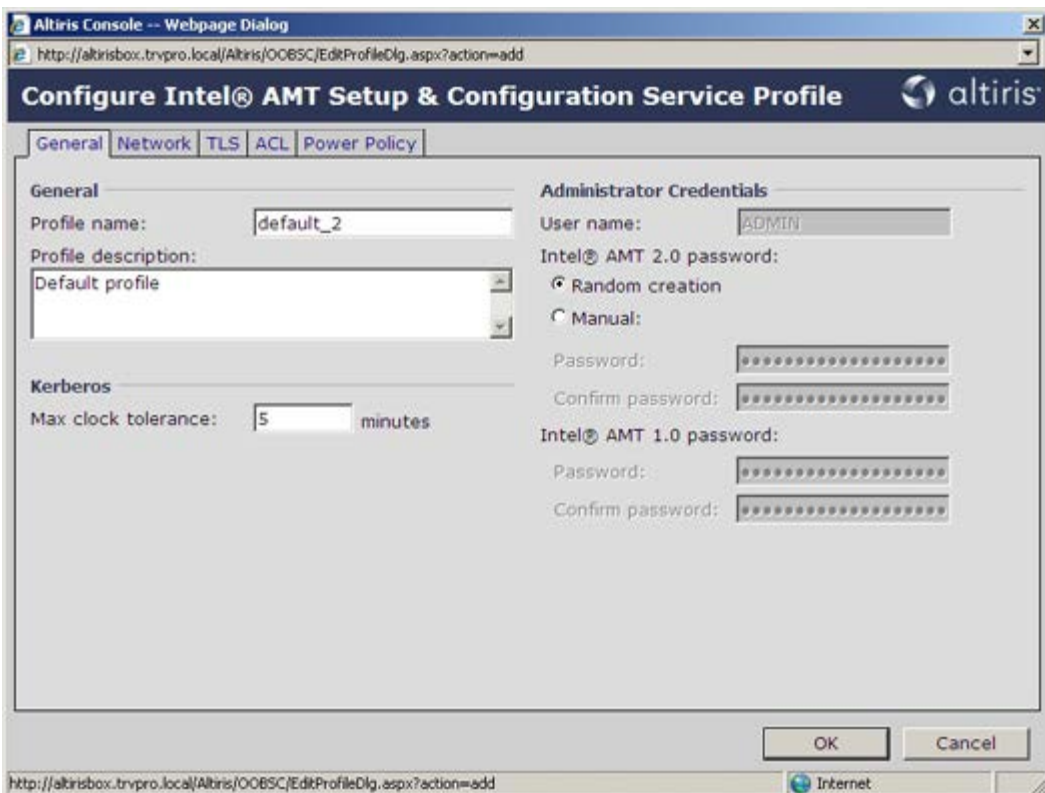 Altiris Console -- Webpage Dialog
http://altirisbox.trvpro.local/Altiris/OOBSC/EditProfileDlg.aspx?action=add
Configure Intel® AMT Setup & Configuration Service Profile
altiris
General Network TLS ACL Power Policy
General
Profile name: default_2
Profile description:
Default profile
Kerberos
Max clock tolerance: 5 minutes
Administrator Credentials
User name: ADMIN
Intel® AMT 2.0 password:
Random creation
Manual:
Password:
Confirm password:
Intel® AMT 1.0 password:
Password:
Confirm password:
OK Cancel
http://altirisbox.trvpro.local/Altiris/OOBSC/EditProfileDlg.aspx?action=add
Internet